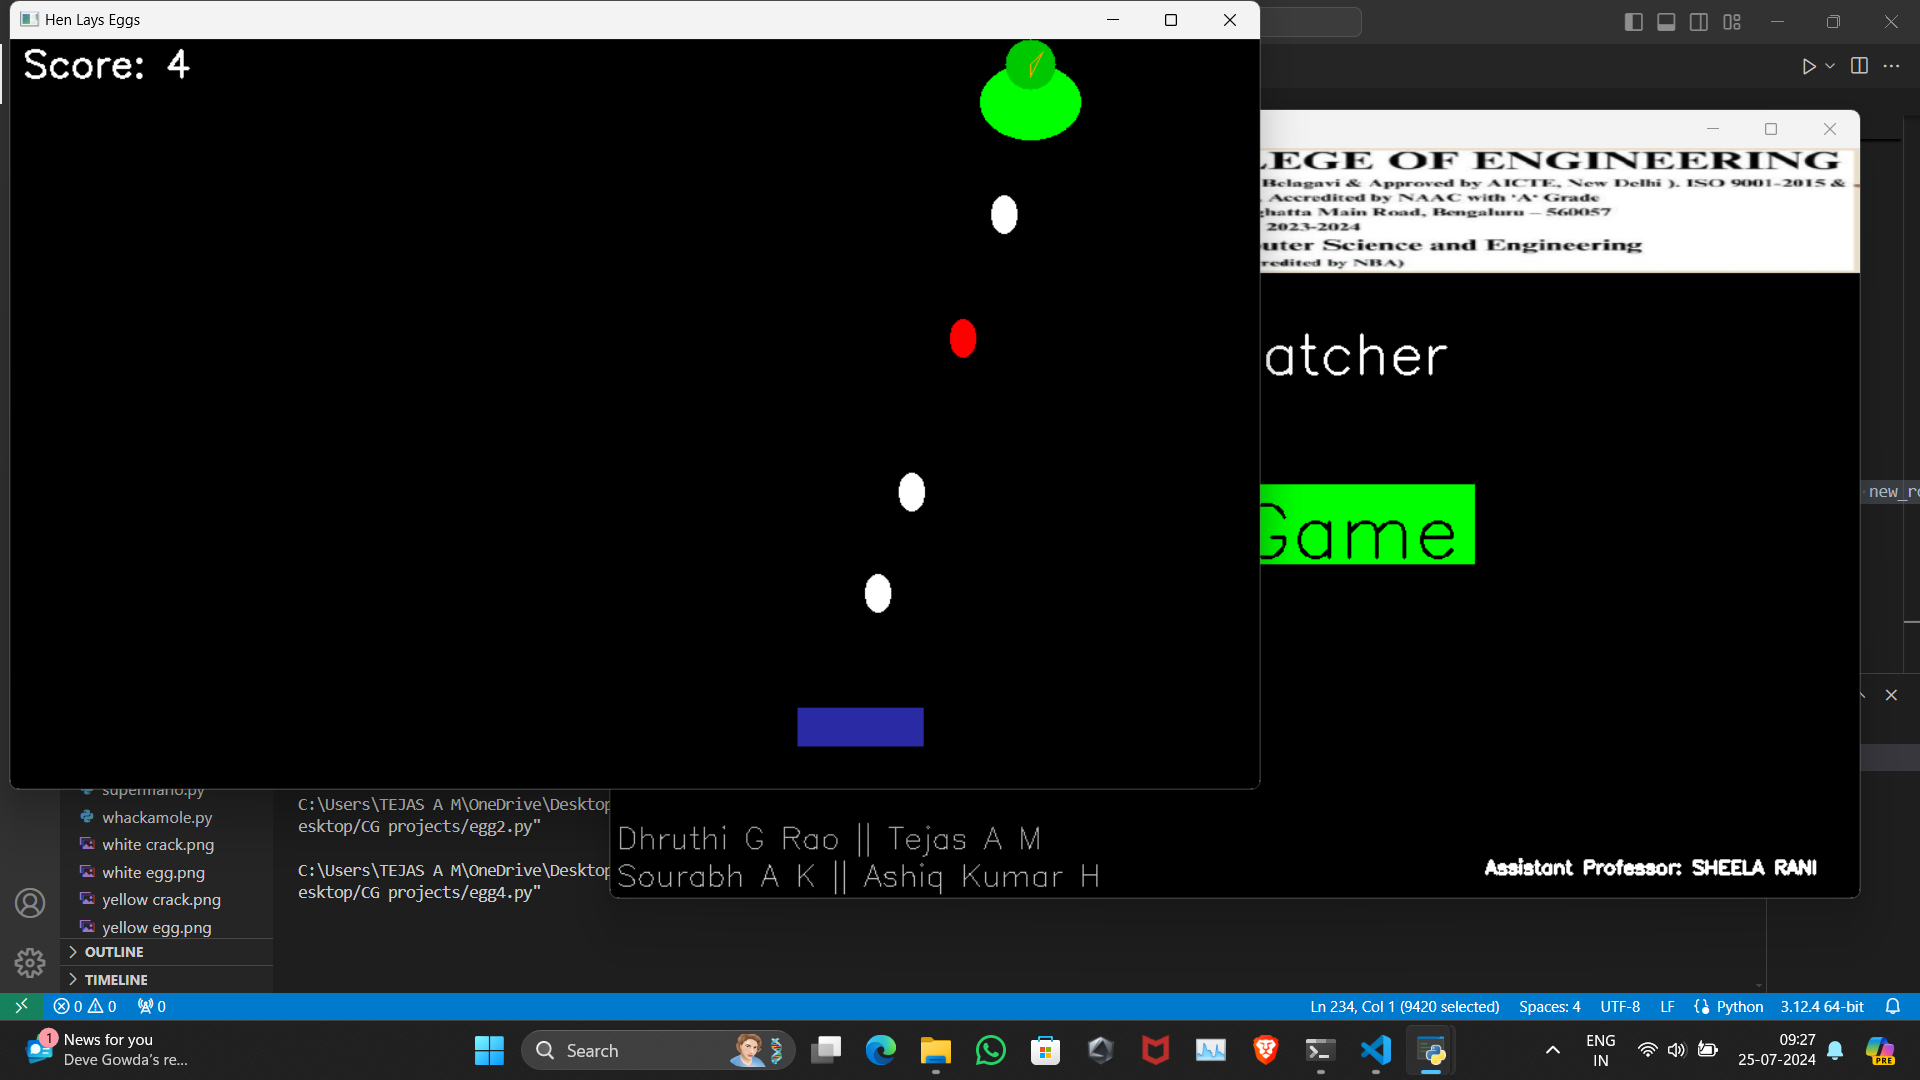 Hen Lays Eggs
Score: 4
LEGE OF ENGINEERING
Belagavi & Approved by AICTE, New Delhi ). ISO 9001-2015 &
Accredited by NAAC with 'A' Grade
ghatta Main Road, Bengaluru – 560057
2023-2024
uter Science and Engineering
redited by NBA)
atcher
Game
new_ro
supermario.py
whackamole.py
white crack.png
white egg.png
yellow crack.png
yellow egg.png
OUTLINE
TIMELINE
C:\Users\TEJAS A M\OneDrive\Desktop
esktop/CG projects/egg2.py"
C:\Users\TEJAS A M\OneDrive\Desktop
esktop/CG projects/egg4.py"
Dhruthi G Rao || Tejas A M
Sourabh A K || Ashiq Kumar H
Assistant Professor: SHEELA RANI
0 0 0
Ln 234, Col 1 (9420 selected) Spaces: 4 UTF-8 LF Python 3.12.4 64-bit
1
News for you
Deve Gowda's re...
Search
ENG
IN
09:27
25-07-2024
PRE